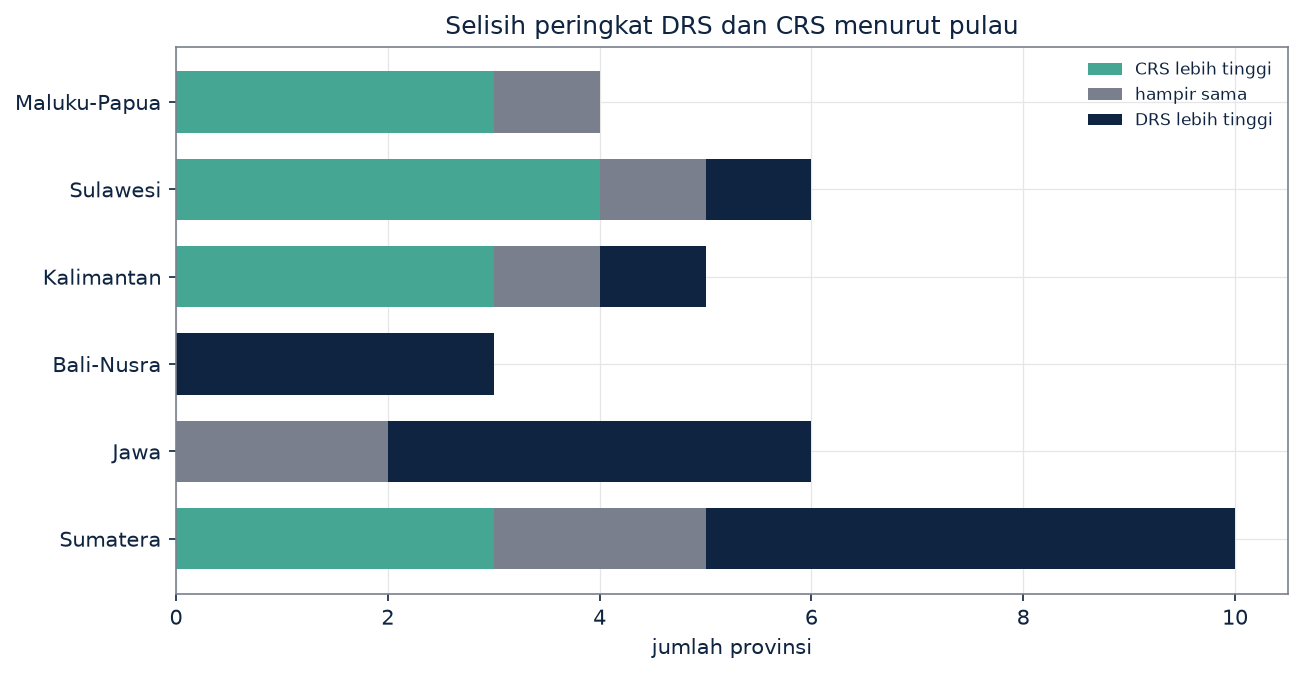 Selisih peringkat DRS dan CRS menurut pulau
CRS lebih tinggi
hampir sama
DRS lebih tinggi
Maluku-Papua
Sulawesi
Kalimantan
Bali-Nusra
Jawa
Sumatera
0 2 4 6 8 10
jumlah provinsi